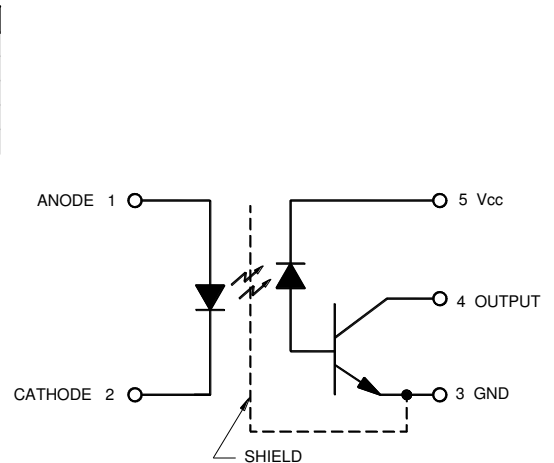 ANODE 1
5 Vcc
4 OUTPUT
CATHODE 2
3 GND
SHIELD